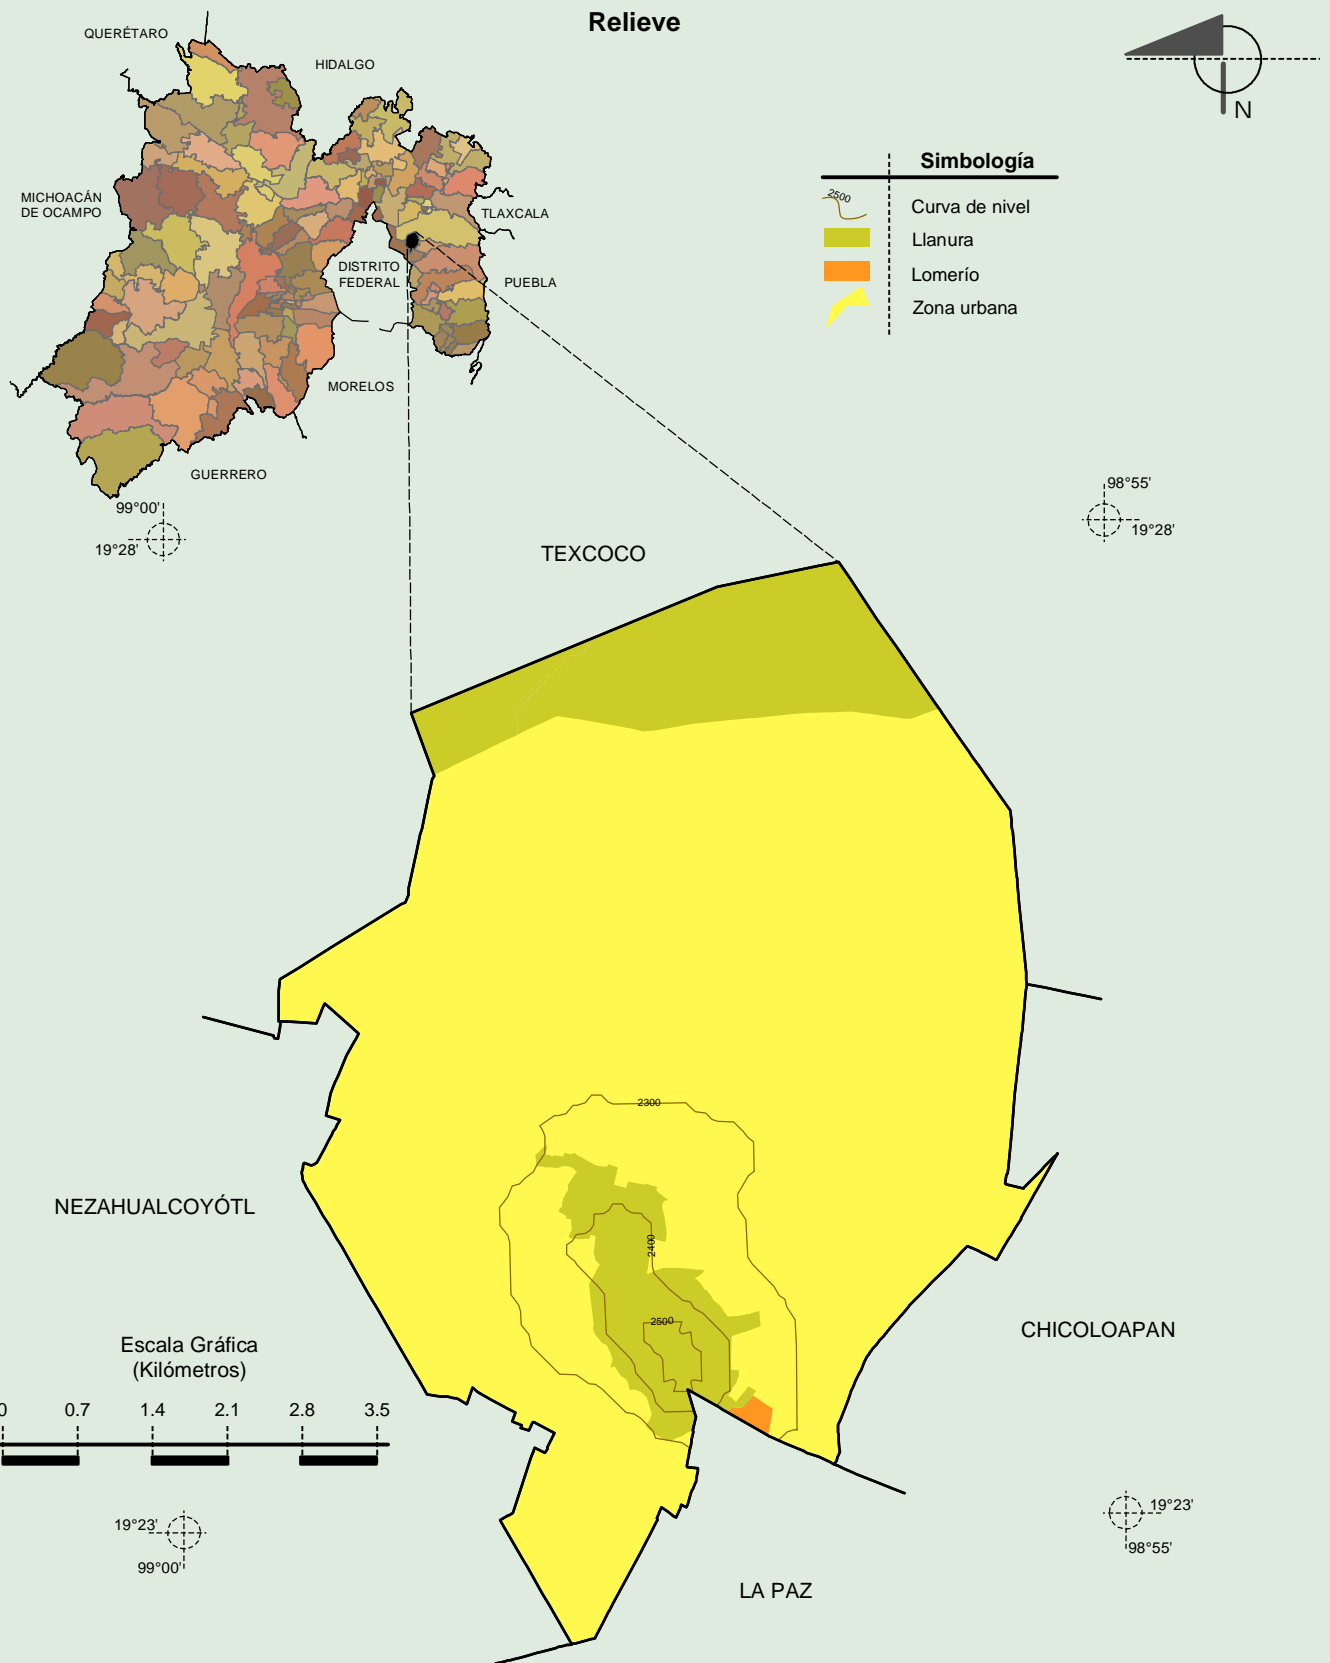 Relieve
QUERÉTARO
HIDALGO
N
Simbología
2500
Curva de nivel
Llanura
Lomerío
Zona urbana
MICHOACÁN
DE OCAMPO
TLAXCALA
DISTRITO
FEDERAL
PUEBLA
MORELOS
GUERRERO
99°00'
19°28'
98°55'
19°28'
TEXCOCO
2300
NEZAHUALCOYÓTL
2400
2500
CHICOLOAPAN
Escala Gráfica
(Kilómetros)
0 0.7 1.4 2.1 2.8 3.5
19°23'
99°00'
19°23'
98°55'
LA PAZ